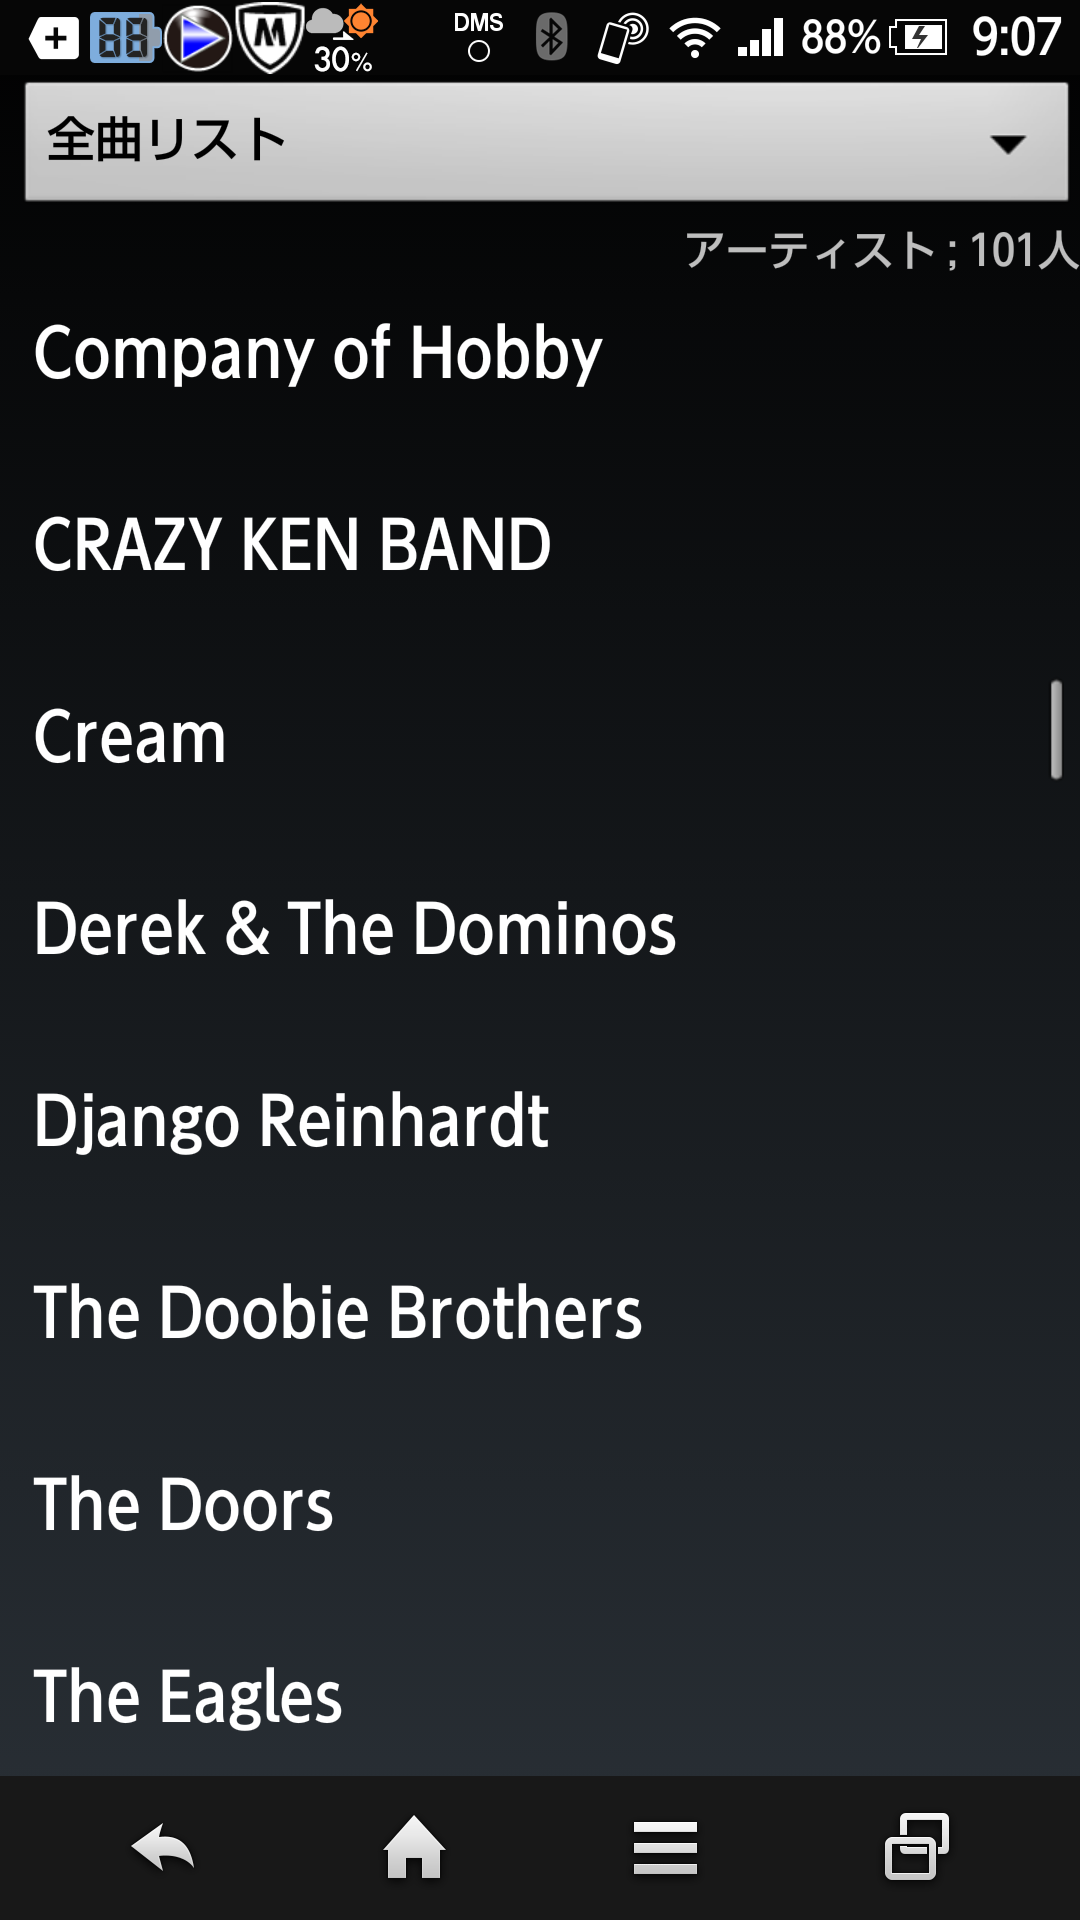 88 M 30% DMS 88% 9:07
全曲リスト
アーティスト ; 101人
Company of Hobby
CRAZY KEN BAND
Cream
Derek & The Dominos
Django Reinhardt
The Doobie Brothers
The Doors
The Eagles